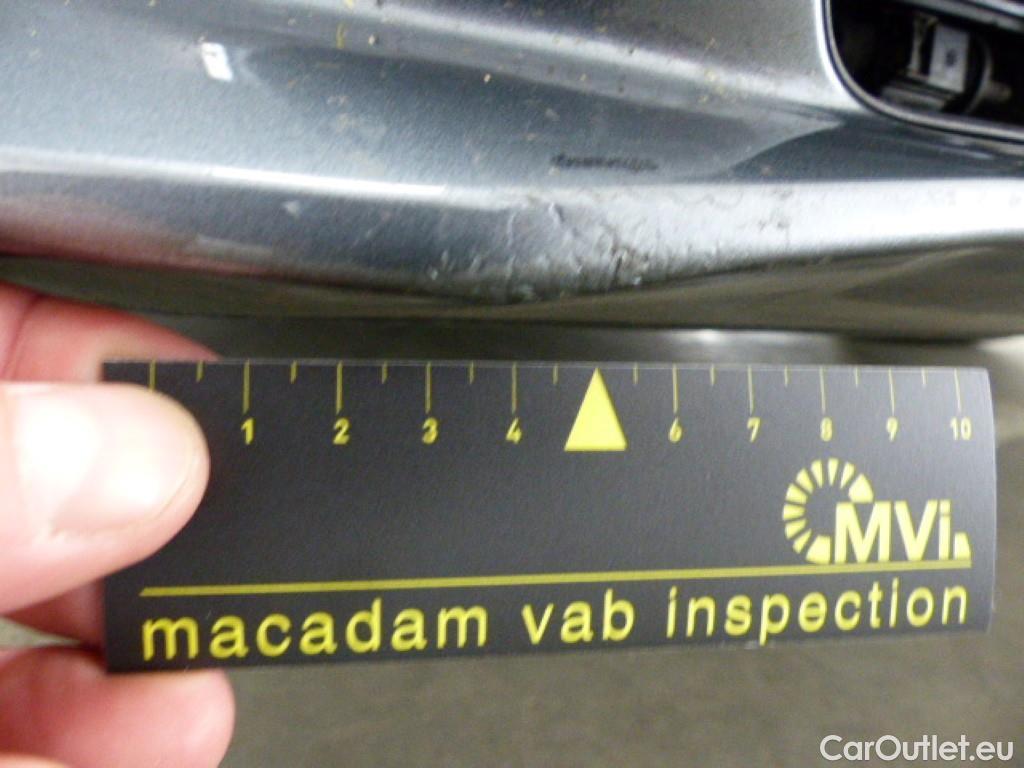 1 2 3 4 6 7 8 9 10
MVi
macadam vab inspection
CarOutlet.eu